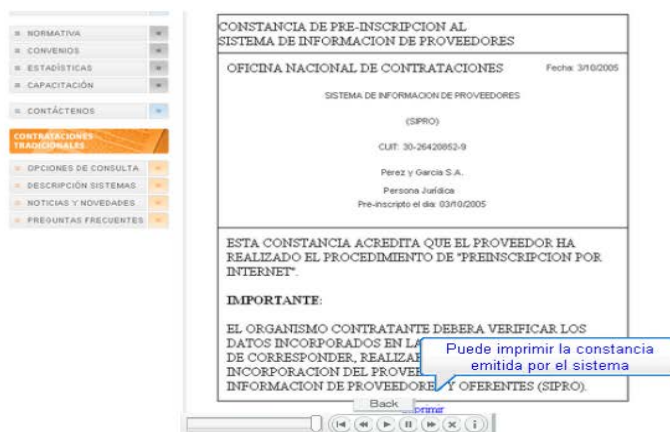 NORMATIVA
CONVENIOS
ESTADÍSTICAS
CAPACITACIÓN
CONTÁCTENOS
CONTRATACIONES
TRADICIONALES
OPCIONES DE CONSULTA
DESCRIPCIÓN SISTEMAS
NOTICIAS Y NOVEDADES
PREGUNTAS FRECUENTES
CONSTANCIA DE PRE-INSCRIPCION AL
SISTEMA DE INFORMACION DE PROVEEDORES
OFICINA NACIONAL DE CONTRATACIONES Fecha: 3/10/2005
SISTEMA DE INFORMACION DE PROVEEDORES
(SIPRO)
CUIT: 30-26420852-9
Perez y Garcia S.A.
Persona Jurídica
Pre-inscripto el dia: 03/10/2005
ESTA CONSTANCIA ACREDITA QUE EL PROVEEDOR HA
REALIZADO EL PROCEDIMIENTO DE "PREINSCRIPCION POR
INTERNET".
IMPORTANTE:
EL ORGANISMO CONTRATANTE DEBERA VERIFICAR LOS
DATOS INCORPORADOS EN LA
DE CORRESPONDER, REALIZAR
INCORPORACION DEL
INFORMACION DE PROVEEDORES Y OFERENTES (SIPRO).
Puede imprimir la constancia
emitida por el sistema
Back
Imprimir